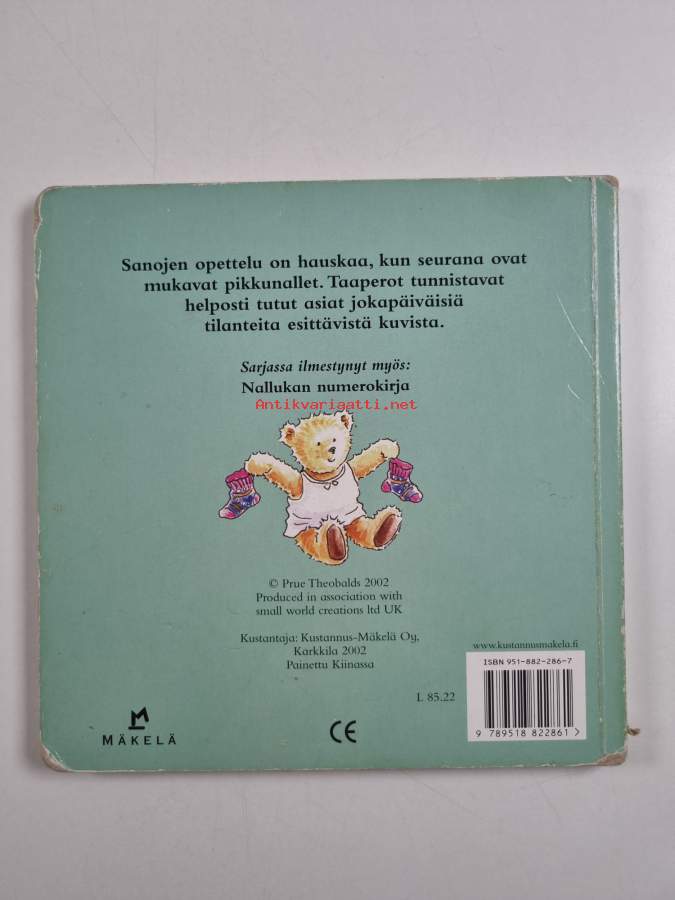 Sanojen opettelu on hauskaa, kun seurana ovat
mukavat pikkunallet. Taaperot tunnistavat
helposti tutut asiat jokapäiväisiä
tilanteita esittävistä kuvista.
Sarjassa ilmestynyt myös:
Nallukan numerokirja
Antikvariaatti.net
© Prue Theobalds 2002
Produced in association with
small world creations ltd UK
Kustantaja: Kustannus-Mäkelä Oy,
Karkkila 2002
Painettu Kiinassa
www.kustannusmakela.fi
ISBN 951-882-286-7
L 85.22
9 789518 822861 >
M
MÄKELÄ
CE